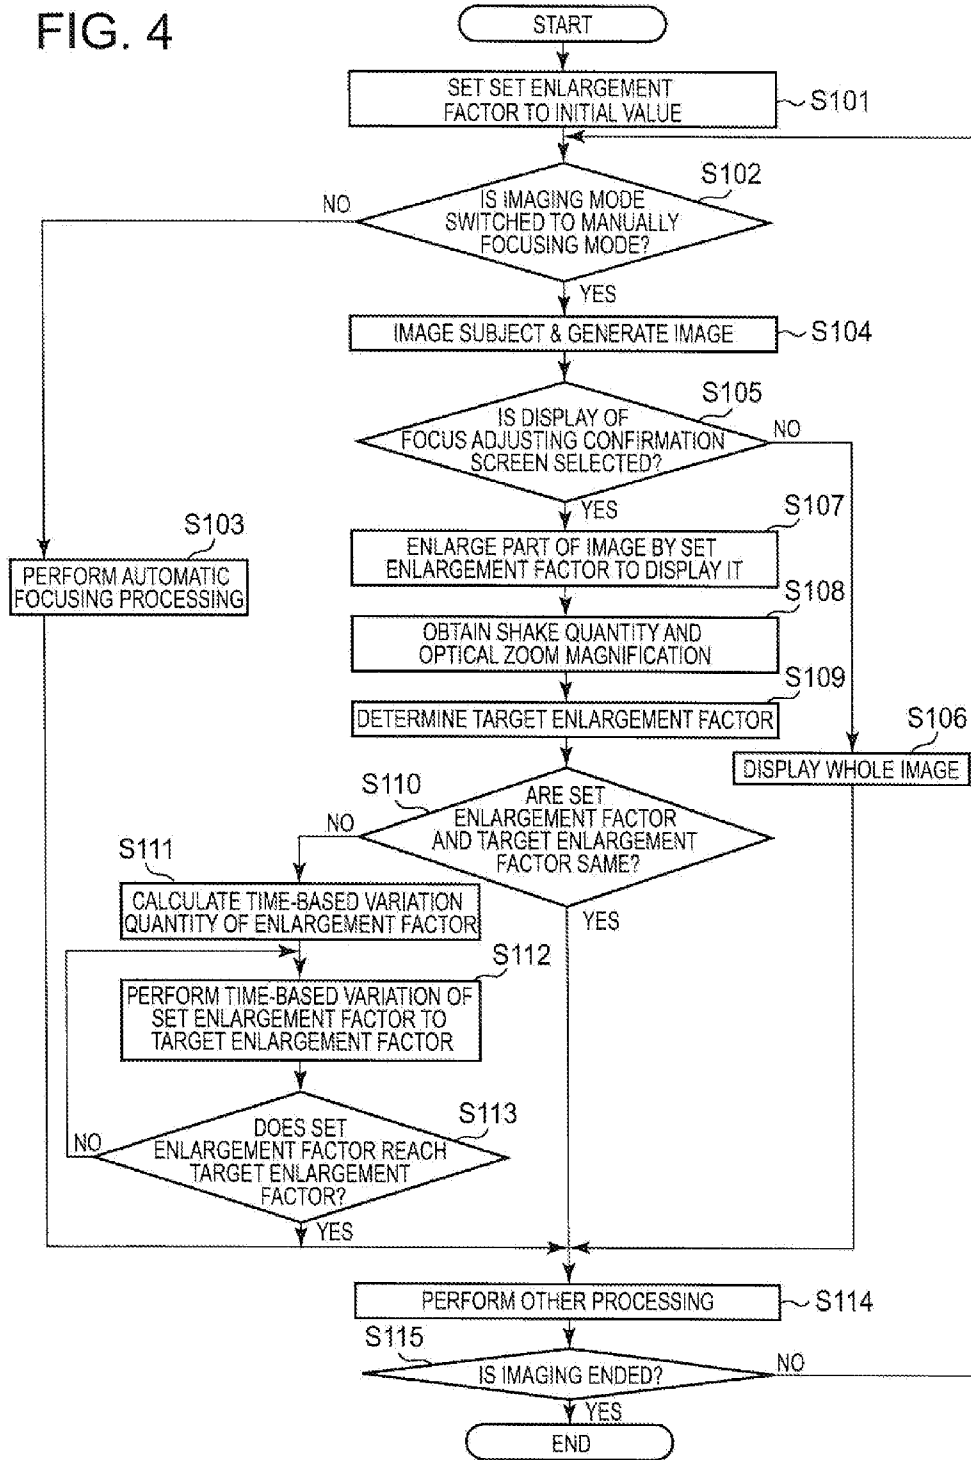 FIG. 4
START
SET SET ENLARGEMENT
FACTOR TO INITIAL VALUE
S101
S102
IS IMAGING MODE
SWITCHED TO MANUALLY
FOCUSING MODE?
NO
YES
IMAGE SUBJECT & GENERATE IMAGE
S104
S105
IS DISPLAY OF
FOCUS ADJUSTING CONFIRMATION
SCREEN SELECTED?
NO
YES
S103
PERFORM AUTOMATIC
FOCUSING PROCESSING
S107
ENLARGE PART OF IMAGE BY SET
ENLARGEMENT FACTOR TO DISPLAY IT
S108
OBTAIN SHAKE QUANTITY AND
OPTICAL ZOOM MAGNIFICATION
S109
DETERMINE TARGET ENLARGEMENT FACTOR
S106
DISPLAY WHOLE IMAGE
S110
ARE SET
ENLARGEMENT FACTOR
AND TARGET ENLARGEMENT
FACTOR SAME?
NO
YES
S111
CALCULATE TIME-BASED VARIATION
QUANTITY OF ENLARGEMENT FACTOR
S112
PERFORM TIME-BASED VARIATION OF
SET ENLARGEMENT FACTOR TO
TARGET ENLARGEMENT FACTOR
S113
DOES SET
ENLARGEMENT FACTOR REACH
TARGET ENLARGEMENT
FACTOR?
NO
YES
PERFORM OTHER PROCESSING
S114
S115
IS IMAGING ENDED?
NO
YES
END